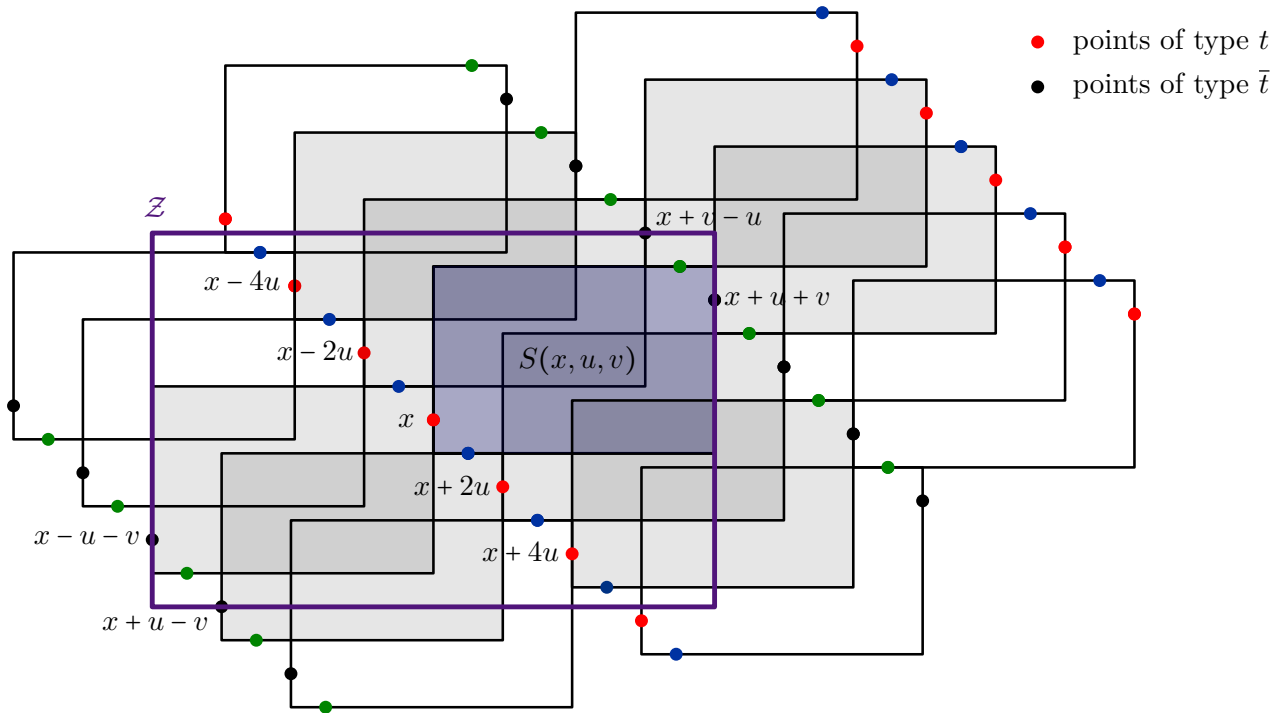 points of type t
points of type t̄
𝒵
x + v − u
x − 4u
x + u + v
x − 2u
S(x, u, v)
x
x + 2u
x − u − v
x + 4u
x + u − v